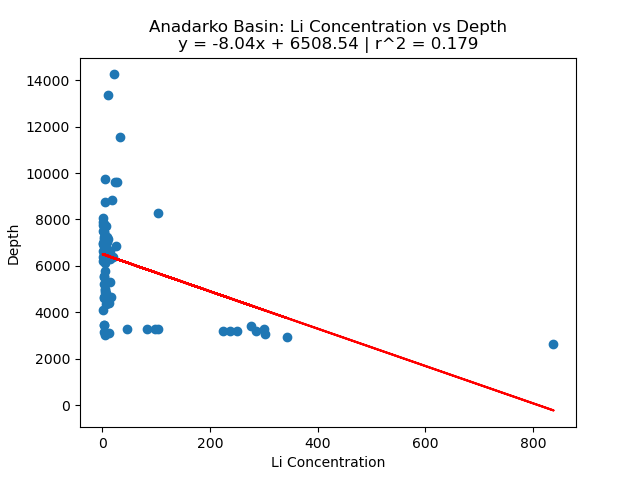 Anadarko Basin: Li Concentration vs Depth
y = -8.04x + 6508.54 | r^2 = 0.179
14000
12000
10000
8000
6000
4000
2000
0
Depth
0 200 400 600 800
Li Concentration